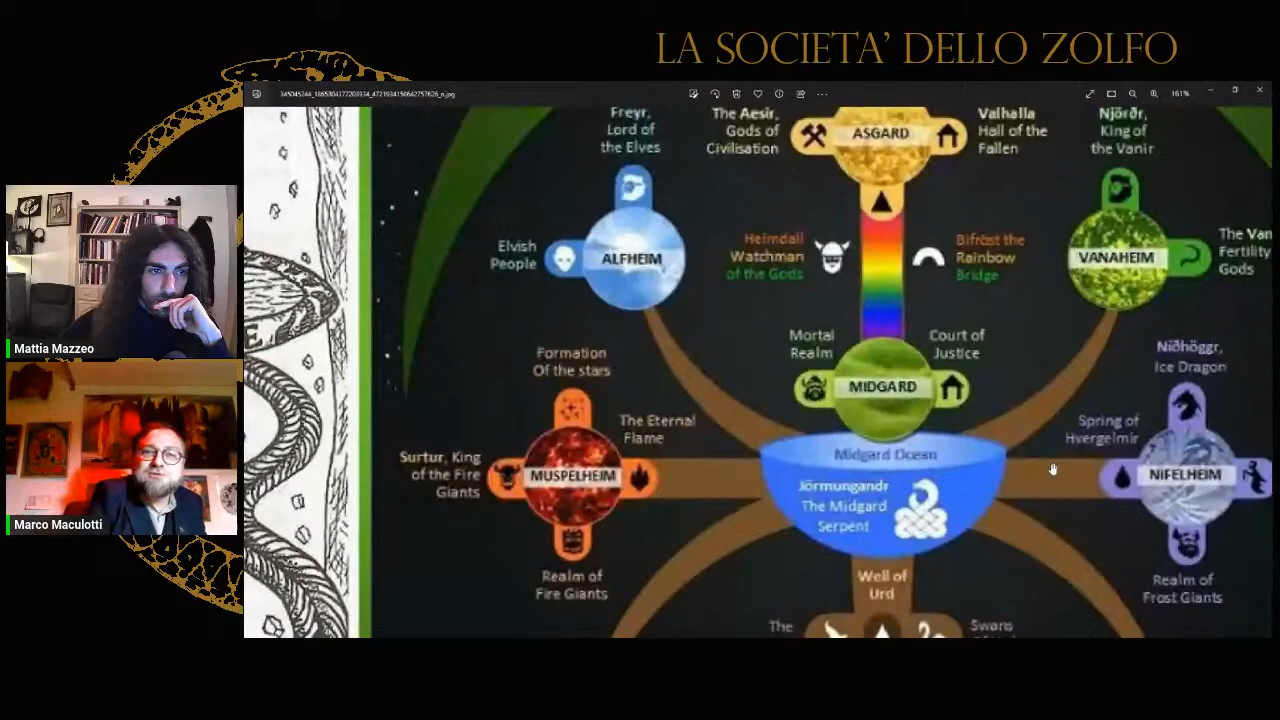 LA SOCIETA' DELLO ZOLFO
161%
Freyr,
Lord of
the Elves
The Aesir,
Gods of
Civilisation
ASGARD
Valhalla
Hall of the
Fallen
Njörðr,
King of
the Vanir
Elvish
People
ALFHEIM
Heimdall
Watchman
of the Gods
Bifröst the
Rainbow
Bridge
VANAHEIM
The Van
Fertility
Gods
Mattia Mazzeo
Mortal
Realm
Court of
Justice
MIDGARD
Formation
Of the stars
Niðhöggr,
Ice Dragon
The Eternal
Flame
Spring of
Hvergelmir
Surtur, King
of the Fire
Giants
MUSPELHEIM
Midgard Ocean
Jörmungandr
The Midgard
Serpent
NIFELHEIM
Marco Maculotti
Realm of
Fire Giants
Well of
Urd
Realm of
Frost Giants
The
Swans